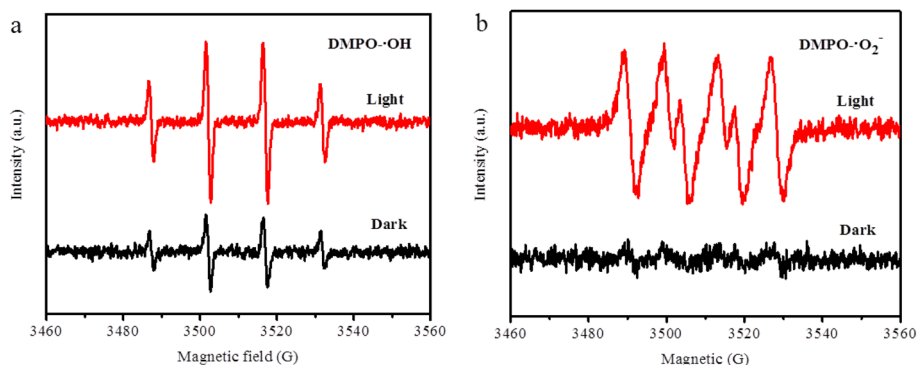 a
DMPO-·OH
Light
Dark
Intensity (a.u.)
3460 3480 3500 3520 3540 3560
Magnetic field (G)
b
DMPO-·O₂⁻
Light
Dark
Intensity (a.u.)
3460 3480 3500 3520 3540 3560
Magnetic (G)